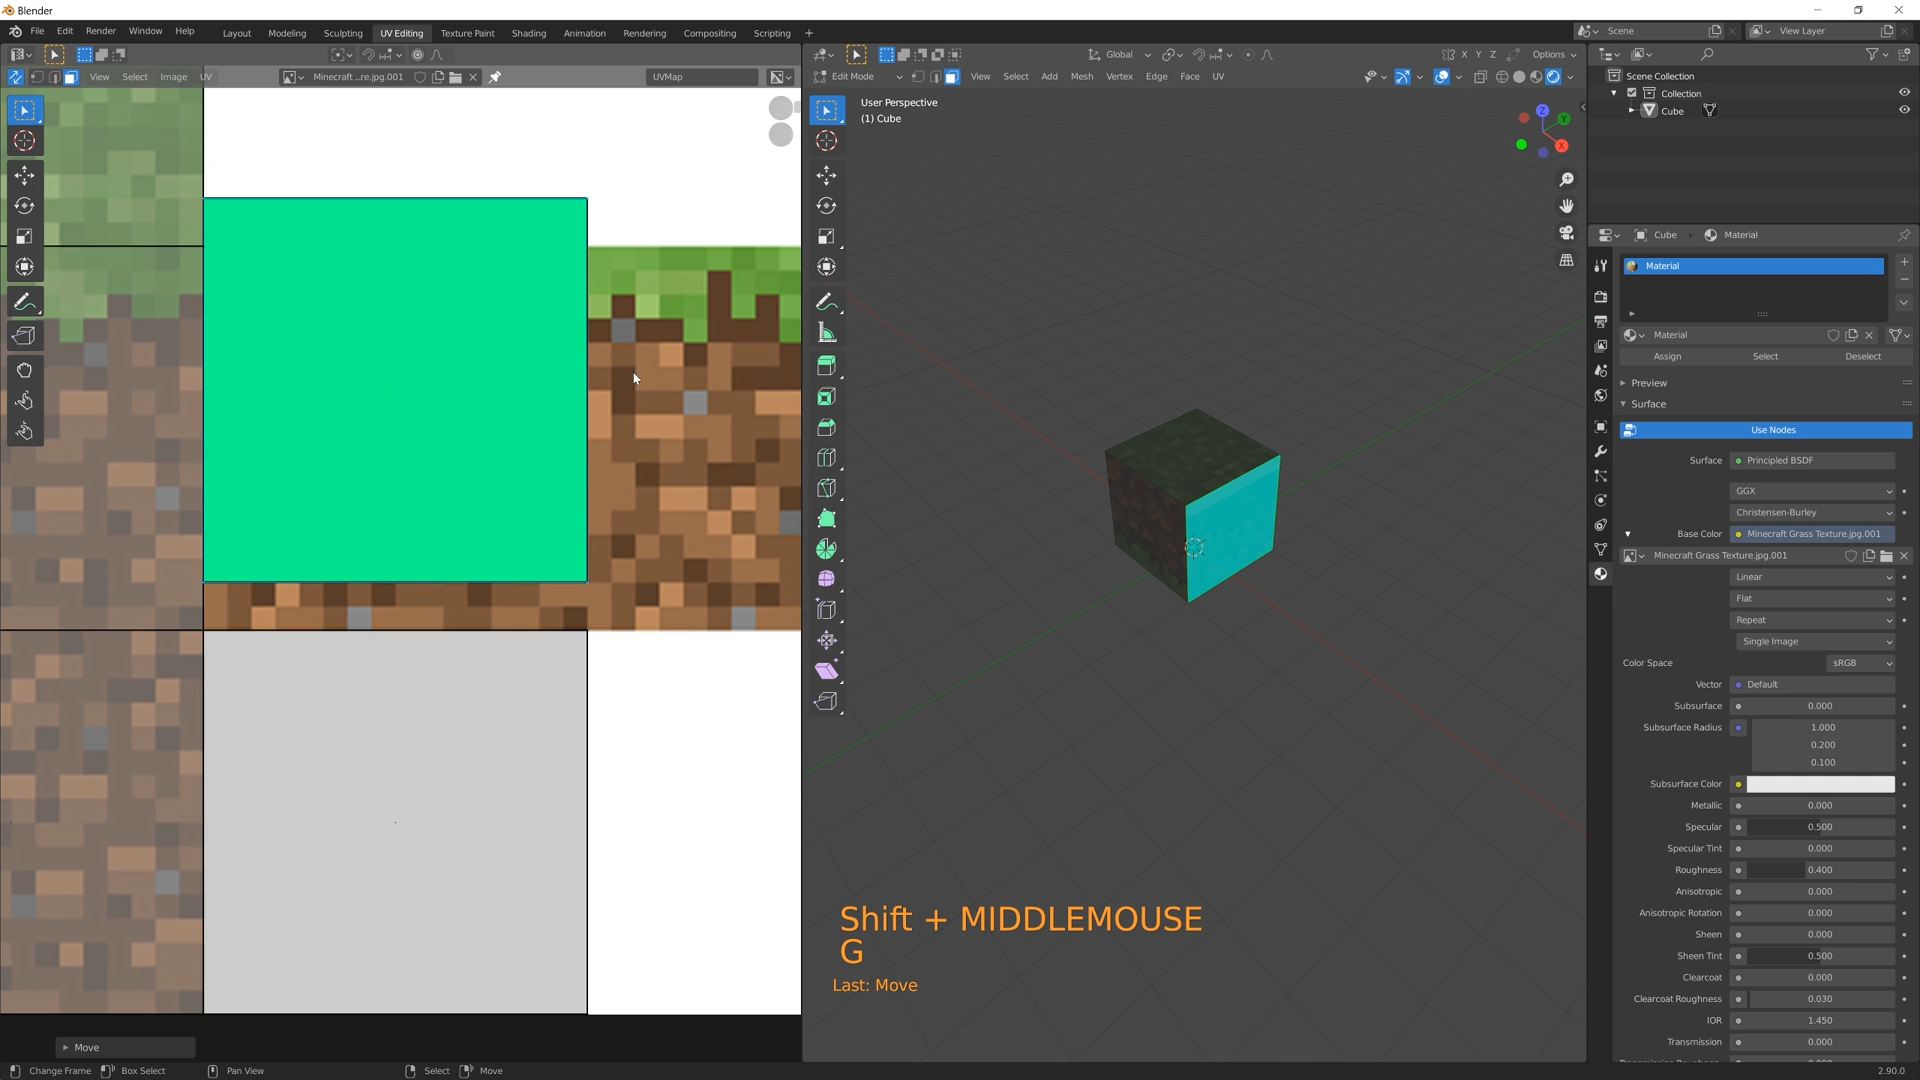 Blender
File Edit Render Window Help Layout Modeling Sculpting UV Editing Texture Paint Shading Animation Rendering Compositing Scripting + Scene View Layer
Global X Y Z Options
View Select Image UV Minecraft ...re.jpg.001 UVMap
Edit Mode View Select Add Mesh Vertex Edge Face UV
User Perspective
(1) Cube
Z
Y
X
Shift + MIDDLEMOUSE
G
Last: Move
Move
Scene Collection
Collection
Cube
Cube Material
Material
Material
Assign Select Deselect
Preview
Surface
Use Nodes
Surface Principled BSDF
GGX
Christensen-Burley
Base Color Minecraft Grass Texture.jpg.001
Minecraft Grass Texture.jpg.001
Linear
Flat
Repeat
Single Image
Color Space sRGB
Vector Default
Subsurface 0.000
Subsurface Radius 1.000
0.200
0.100
Subsurface Color
Metallic 0.000
Specular 0.500
Specular Tint 0.000
Roughness 0.400
Anisotropic 0.000
Anisotropic Rotation 0.000
Sheen 0.000
Sheen Tint 0.500
Clearcoat 0.000
Clearcoat Roughness 0.030
IOR 1.450
Transmission 0.000
Change Frame Box Select Pan View Select Move 2.90.0